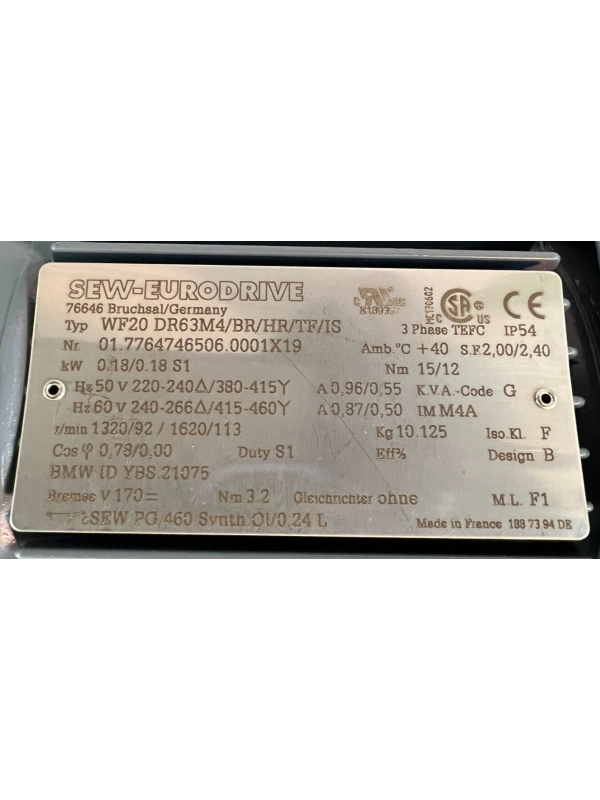 SEW-EURODRIVE
76646 Bruchsal/Germany
Typ WF20 DR63M4/BR/HR/TF/IS 3 Phase TEFC IP54
Nr. 01.7764746506.0001X19 Amb.°C +40 S.F.2,00/2,40
kW 0.18/0.18 S1 Nm 15/12
Hz 50 V 220-240△/380-415Y A 0,96/0,55 K.V.A.-Code G
Hz 60 V 240-266△/415-460Y A 0,87/0,50 IM M4A
r/min 1320/92 / 1620/113 Kg 10.125 Iso.Kl. F
Cos φ 0,78/0,00 Duty S1 Eff% Design B
BMW ID YBS.21075
Bremse V 170 = Nm 3.2 Gleichrichter ohne M.L. F1
SEW PG 460 Synth Öl/0.24 L Made in France 188 73 94 DE
US
MC170602
SA
US
CE